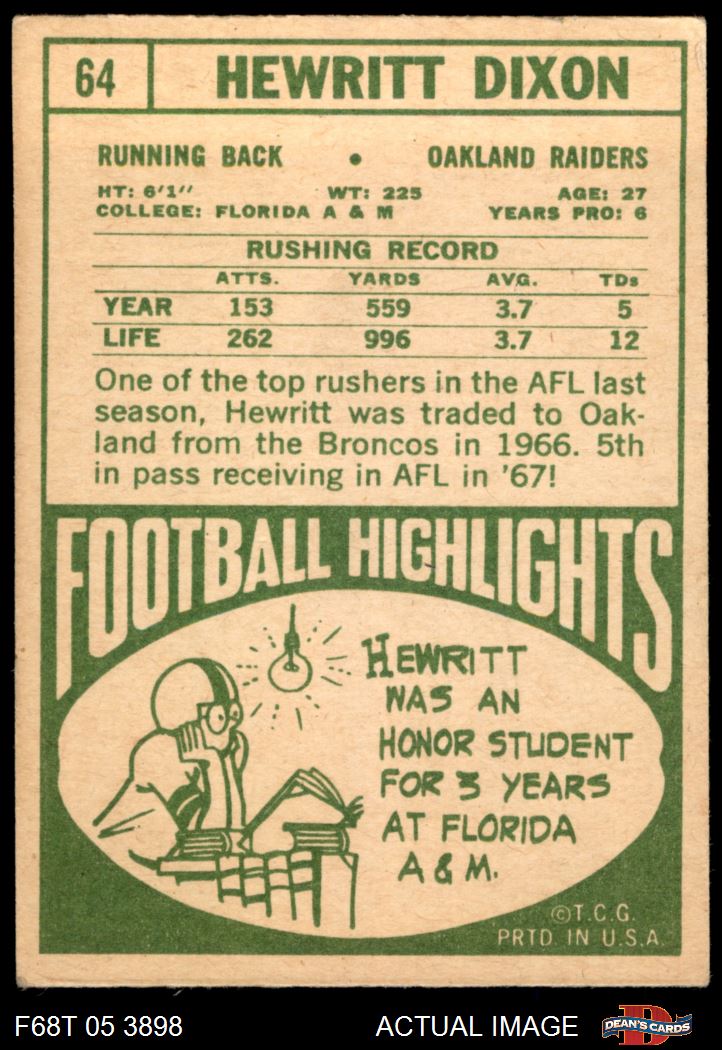 64
HEWRITT DIXON
RUNNING BACK • OAKLAND RAIDERS
HT: 6'1" WT: 225 AGE: 27
COLLEGE: FLORIDA A & M YEARS PRO: 6
RUSHING RECORD
ATTS. YARDS AVG. TDs
YEAR 153 559 3.7 5
LIFE 262 996 3.7 12
One of the top rushers in the AFL last
season, Hewritt was traded to Oak-
land from the Broncos in 1966. 5th
in pass receiving in AFL in '67!
FOOTBALL HIGHLIGHTS
HEWRITT
WAS AN
HONOR STUDENT
FOR 3 YEARS
AT FLORIDA
A & M.
©T.C.G.
PRTD. IN U.S.A.
F68T 05 3898 ACTUAL IMAGE
D
DEAN'S CARDS